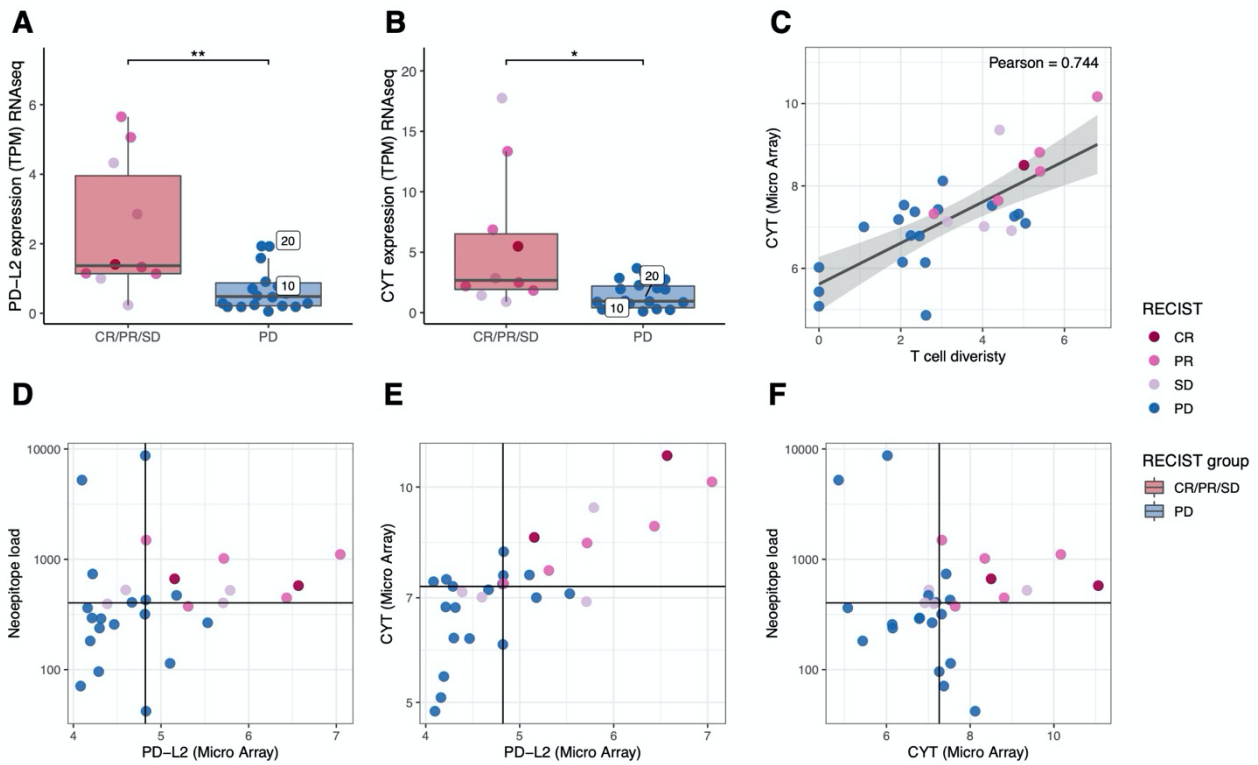 A
PD−L2 expression (TPM) RNAseq
6
4
2
0
**
20
10
CR/PR/SD
PD
B
CYT expression (TPM) RNAseq
20
15
10
5
0
*
20
10
CR/PR/SD
PD
C
CYT (Micro Array)
10
8
6
Pearson = 0.744
0
2
4
6
T cell diveristy
RECIST
CR
PR
SD
PD
RECIST group
CR/PR/SD
PD
D
Neoepitope load
10000
1000
100
4
5
6
7
PD−L2 (Micro Array)
E
CYT (Micro Array)
10
7
5
4
5
6
7
PD−L2 (Micro Array)
F
Neoepitope load
10000
1000
100
6
8
10
CYT (Micro Array)